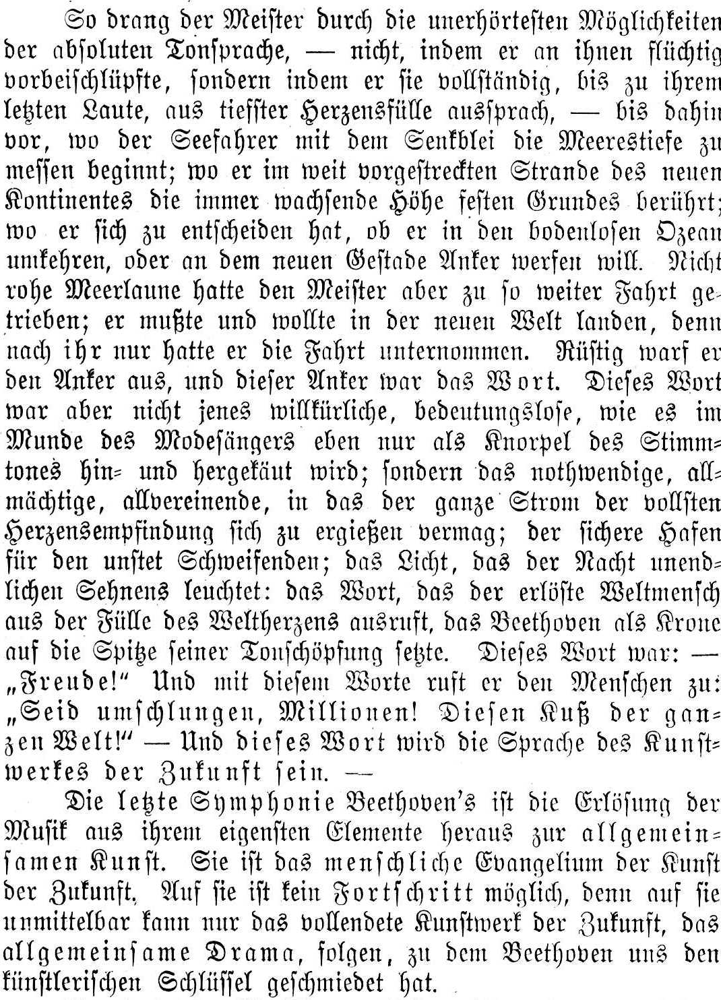 So drang der Meister durch die unerhörtesten Möglichkeiten
der absoluten Tonsprache, — nicht, indem er an ihnen flüchtig
vorbeischlüpfte, sondern indem er sie vollständig, bis zu ihrem
letzten Laute, aus tiefster Herzensfülle aussprach, — bis dahin
vor, wo der Seefahrer mit dem Senkblei die Meerestiefe zu
messen beginnt; wo er im weit vorgestreckten Strande des neuen
Kontinentes die immer wachsende Höhe festen Grundes berührt;
wo er sich zu entscheiden hat, ob er in den bodenlosen Ozean
umkehren, oder an dem neuen Gestade Anker werfen will. Nicht
rohe Meerlaune hatte den Meister aber zu so weiter Fahrt ge-
trieben; er mußte und wollte in der neuen Welt landen, denn
nach ihr nur hatte er die Fahrt unternommen. Rüstig warf er
den Anker aus, und dieser Anker war das Wort. Dieses Wort
war aber nicht jenes willkürliche, bedeutungslose, wie es im
Munde des Modesängers eben nur als Knorpel des Stimm-
tones hin- und hergekäut wird; sondern das nothwendige, all-
mächtige, allvereinende, in das der ganze Strom der vollsten
Herzensempfindung sich zu ergießen vermag; der sichere Hafen
für den unstet Schweifenden; das Licht, das der Nacht unend-
lichen Sehnens leuchtet: das Wort, das der erlöste Weltmensch
aus der Fülle des Weltherzens ausruft, das Beethoven als Krone
auf die Spitze seiner Tonschöpfung setzte. Dieses Wort war: —
„Freude!“ Und mit diesem Worte ruft er den Menschen zu:
„Seid umschlungen, Millionen! Diesen Kuß der gan-
zen Welt!“ — Und dieses Wort wird die Sprache des Kunst-
werkes der Zukunft sein. —
Die letzte Symphonie Beethoven's ist die Erlösung der
Musik aus ihrem eigensten Elemente heraus zur allgemein-
samen Kunst. Sie ist das menschliche Evangelium der Kunst
der Zukunft. Auf sie ist kein Fortschritt möglich, denn auf sie
unmittelbar kann nur das vollendete Kunstwerk der Zukunft, das
allgemeinsame Drama, folgen, zu dem Beethoven uns den
künstlerischen Schlüssel geschmiedet hat.